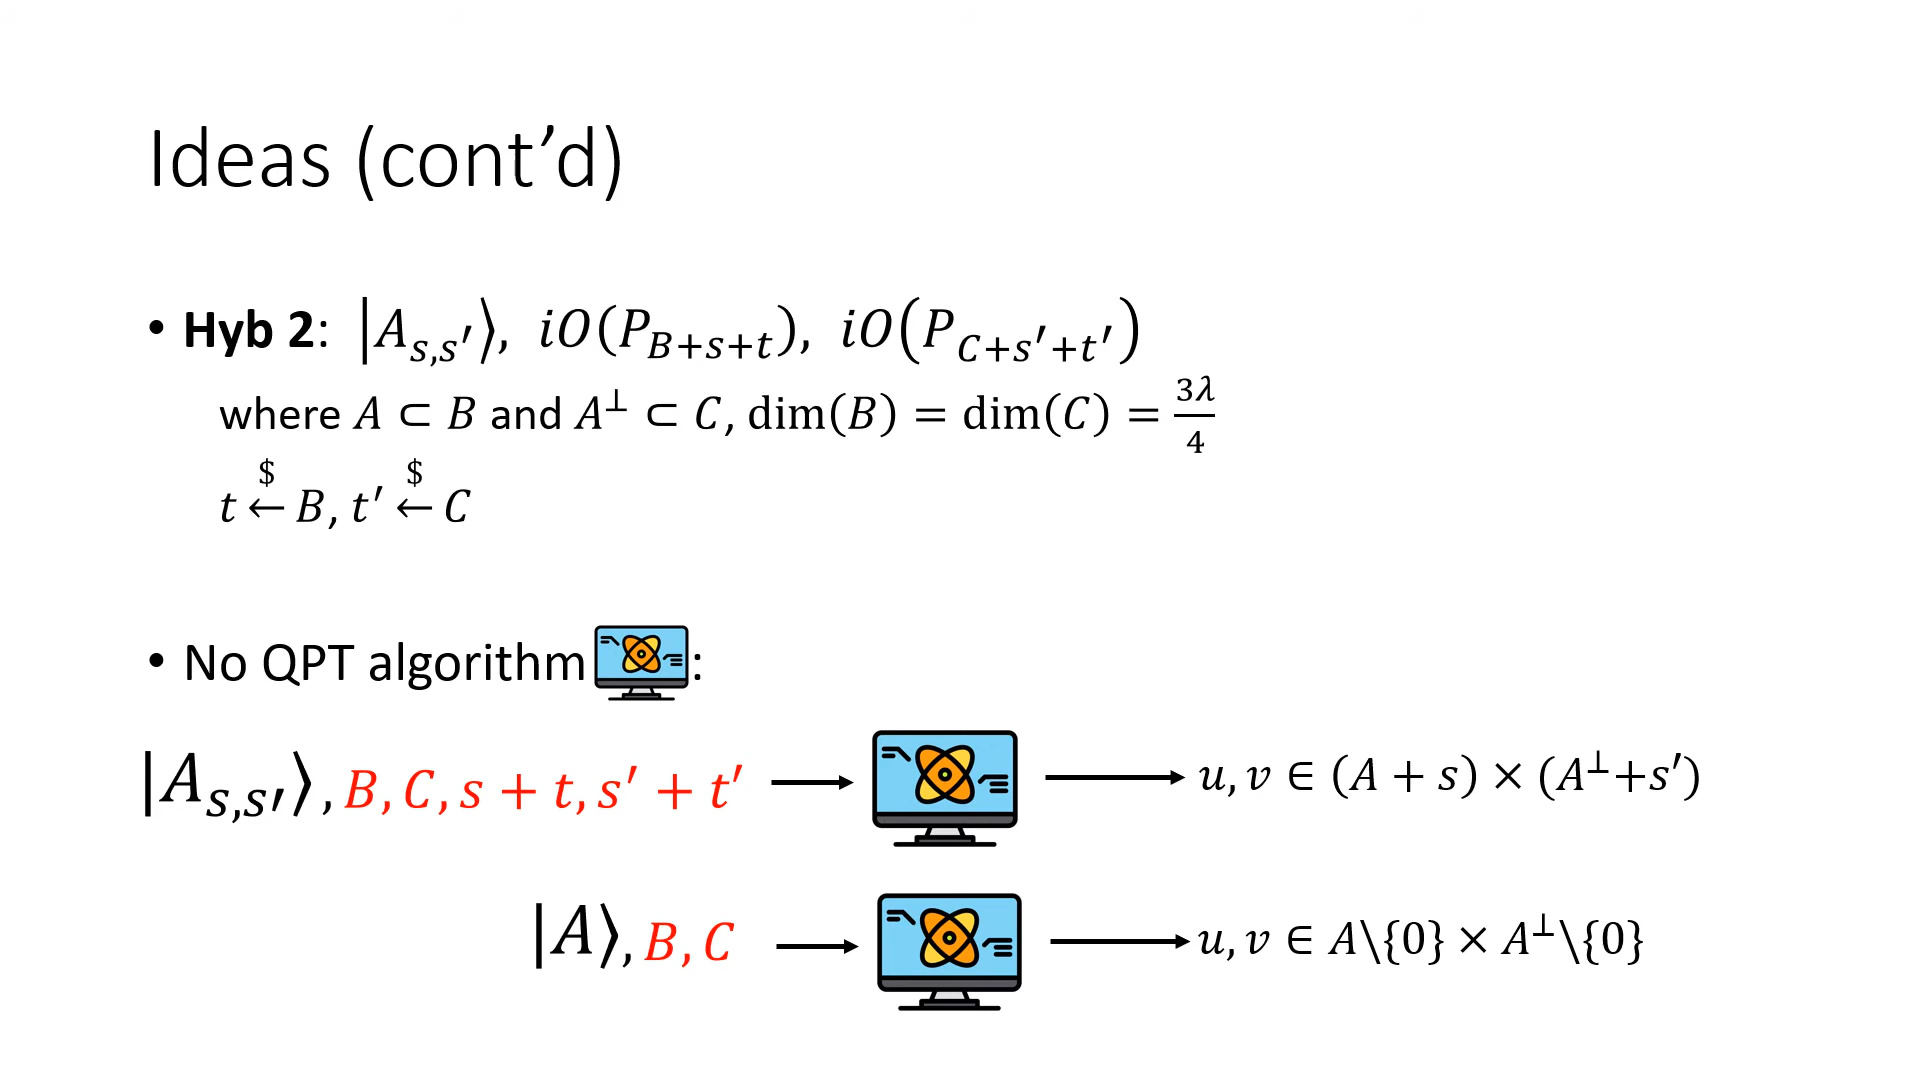 Ideas (cont’d)
• Hyb 2: |A_{s,s′}⟩, iO(P_{B+s+t}), iO(P_{C+s′+t′})
where A ⊂ B and A^⊥ ⊂ C, dim(B) = dim(C) = 3λ/4
t ←^$ B, t′ ←^$ C
• No QPT algorithm :
|A_{s,s′}⟩, B, C, s + t, s′ + t′ → → u, v ∈ (A + s) × (A^⊥+s′)
|A⟩, B, C → → u, v ∈ A\{0} × A^⊥\{0}